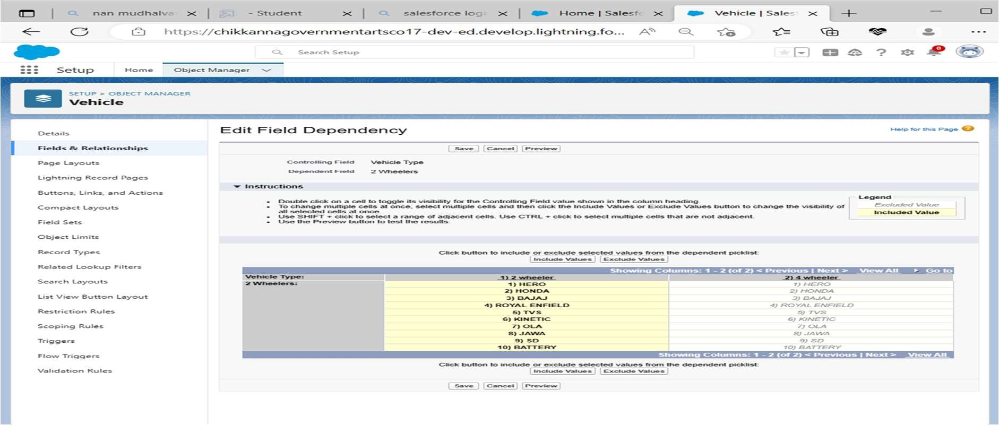 nan mudhalva
- Student
salesforce logi
Home | Salesfo
Vehicle | Salesf
https://chikkannagovernmentartsco17-dev-ed.develop.lightning.fo...
Search Setup
8
Setup
Home
Object Manager
SETUP > OBJECT MANAGER
Vehicle
Details
Fields & Relationships
Page Layouts
Lightning Record Pages
Buttons, Links, and Actions
Compact Layouts
Field Sets
Object Limits
Record Types
Related Lookup Filters
Search Layouts
List View Button Layout
Restriction Rules
Scoping Rules
Triggers
Flow Triggers
Validation Rules
Edit Field Dependency
Help for this Page ?
Save Cancel Preview
Controlling Field Vehicle Type
Dependent Field 2 Wheelers
Instructions
• Double click on a cell to toggle its visibility for the Controlling Field value shown in the column heading.
• To change multiple cells at once, select multiple cells and then click the Include Values or Exclude Values button to change the visibility of
all selected cells at once.
• Use SHIFT + click to select a range of adjacent cells. Use CTRL + click to select multiple cells that are not adjacent.
• Use the Preview button to test the results.
Legend
Excluded Value
Included Value
Click button to include or exclude selected values from the dependent picklist:
Include Values Exclude Values
Showing Columns: 1 - 2 (of 2) < Previous | Next > View All Go to
Vehicle Type: 1) 2 wheeler 2) 4 wheeler
2 Wheelers: 1) HERO 1) HERO
2) HONDA 2) HONDA
3) BAJAJ 3) BAJAJ
4) ROYAL ENFIELD 4) ROYAL ENFIELD
5) TVS 5) TVS
6) KINETIC 6) KINETIC
7) OLA 7) OLA
8) JAWA 8) JAWA
9) SD 9) SD
10) BATTERY 10) BATTERY
Showing Columns: 1 - 2 (of 2) < Previous | Next > View All
Click button to include or exclude selected values from the dependent picklist:
Include Values Exclude Values
Save Cancel Preview